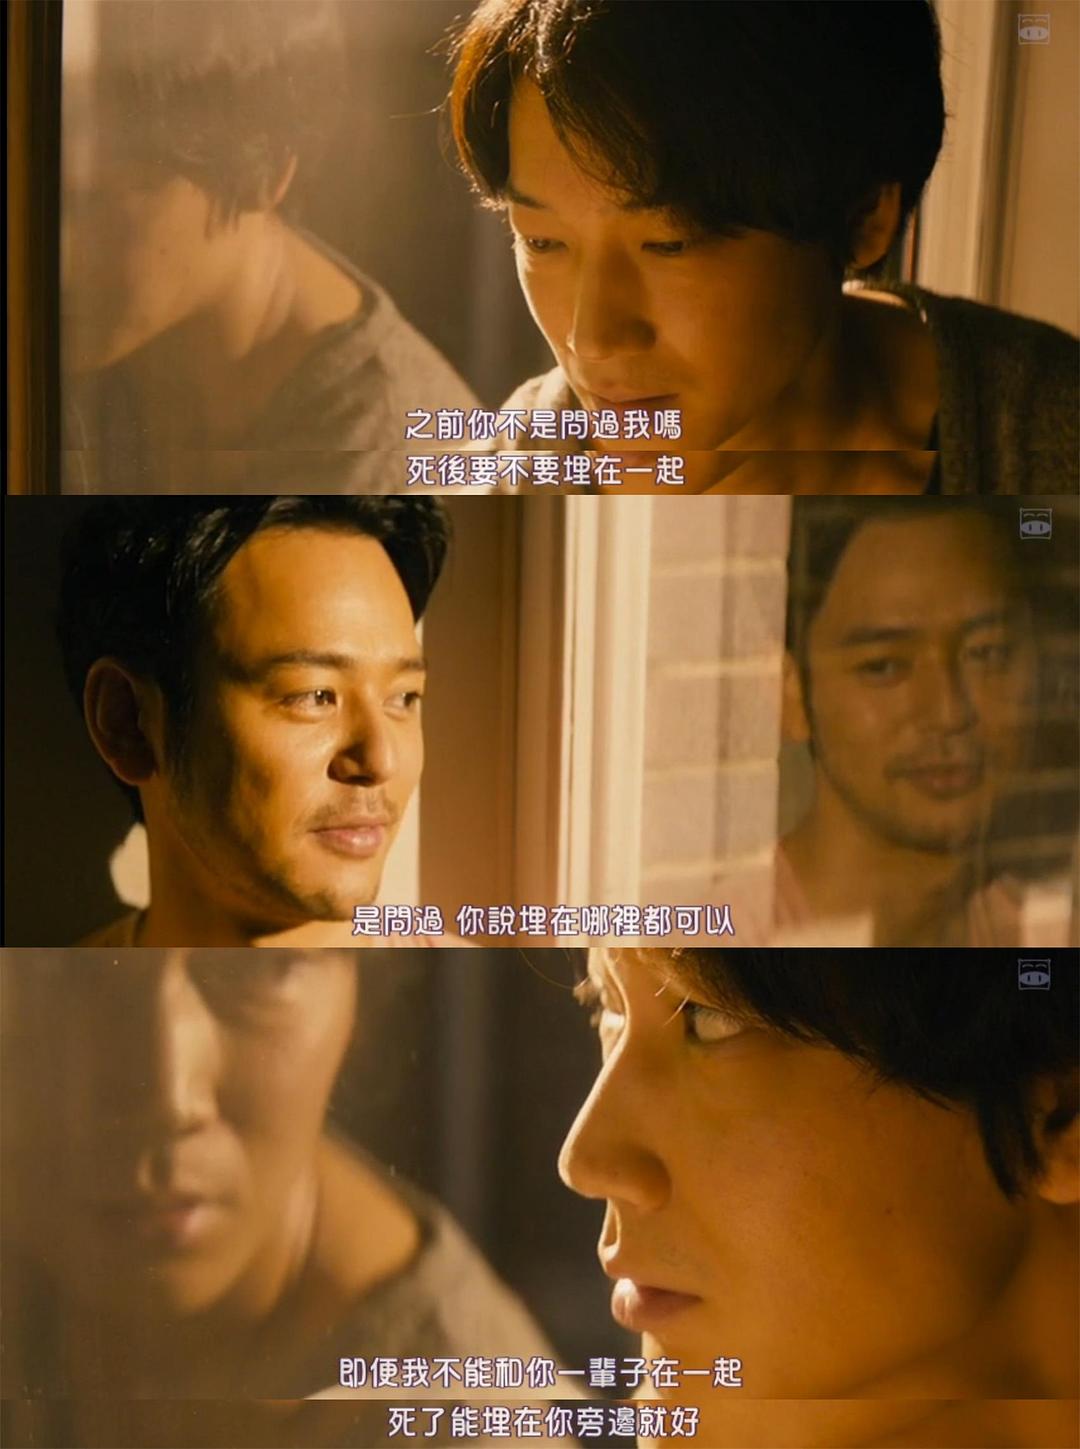 之前你不是問過我嗎
死後要不要埋在一起
是問過 你說埋在哪裡都可以
即便我不能和你一輩子在一起
死了能埋在你旁邊就好